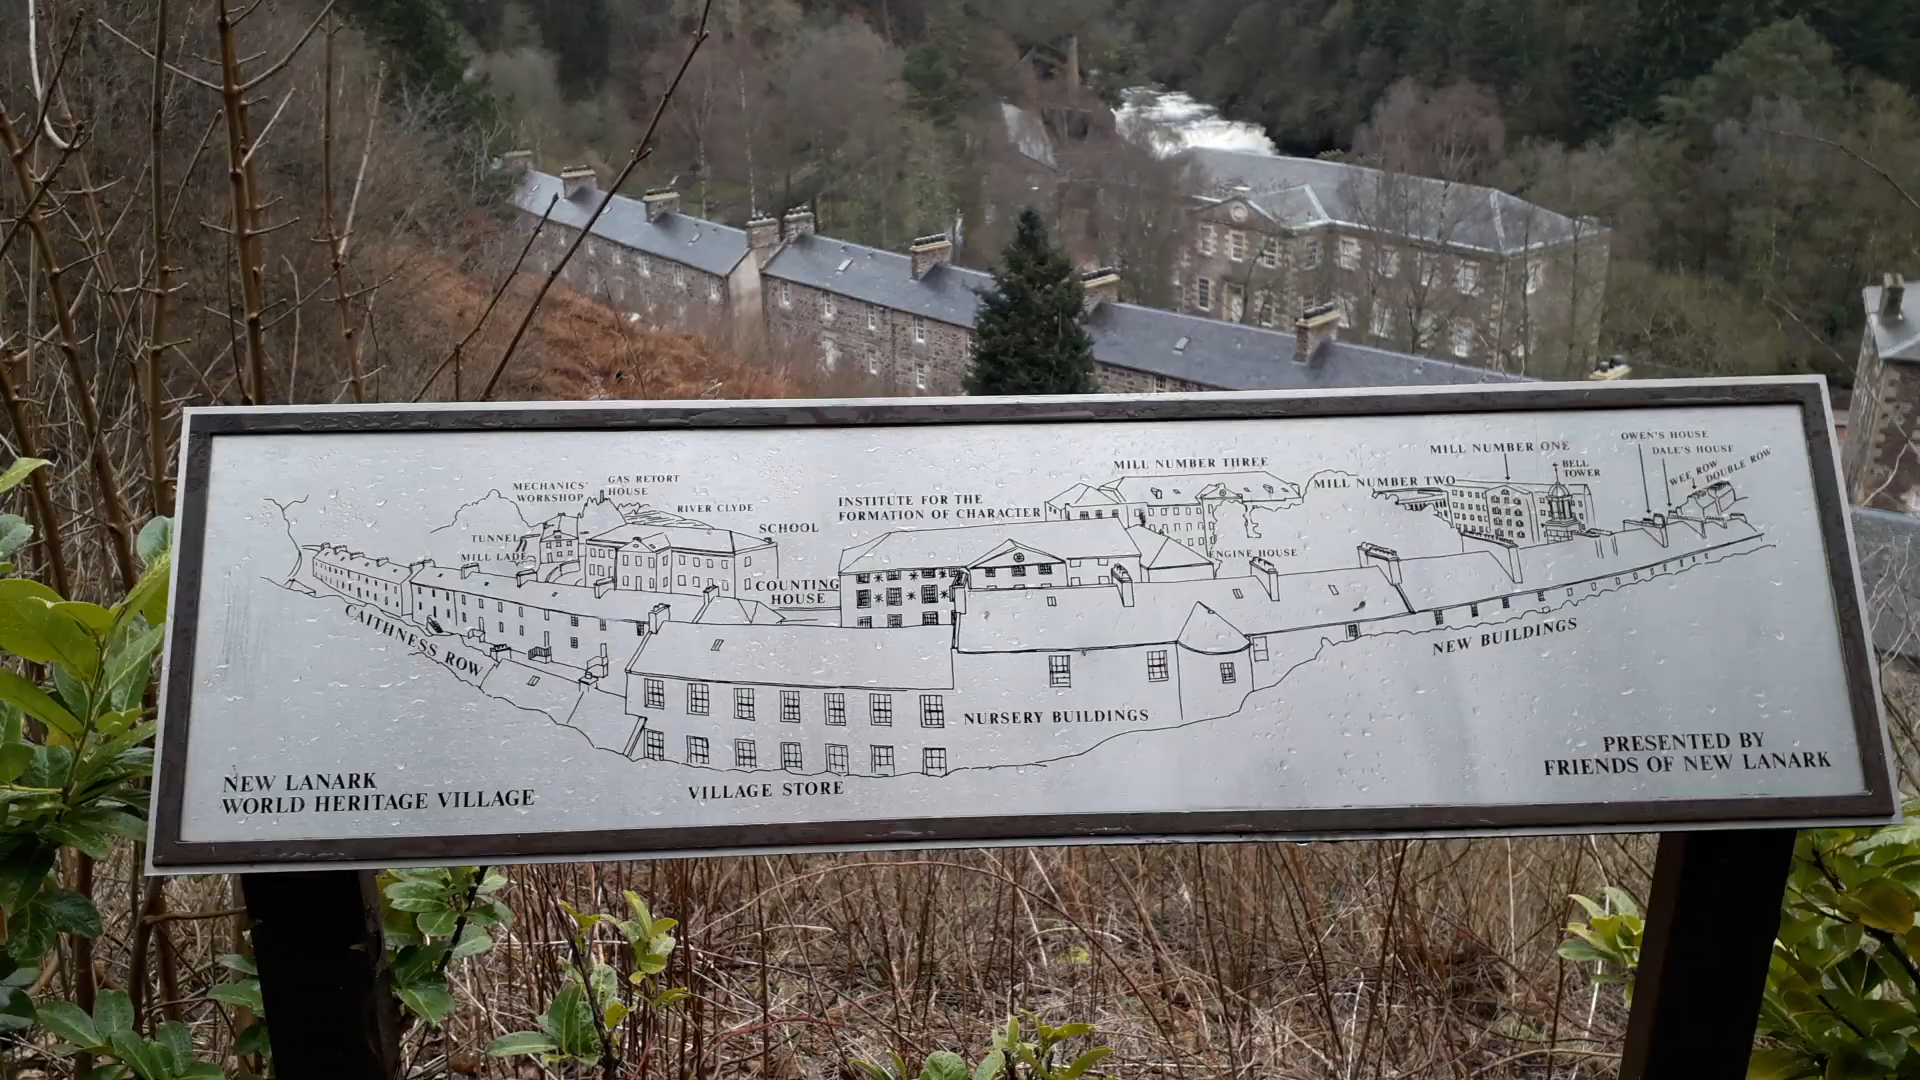 MECHANICS'
WORKSHOP
GAS RETORT
HOUSE
RIVER CLYDE
TUNNEL
MILL LADE
SCHOOL
COUNTING
HOUSE
CAITHNESS ROW
INSTITUTE FOR THE
FORMATION OF CHARACTER
MILL NUMBER THREE
ENGINE HOUSE
MILL NUMBER TWO
MILL NUMBER ONE
BELL
TOWER
OWEN'S HOUSE
DALE'S HOUSE
WEE ROW
DOUBLE ROW
NEW BUILDINGS
NURSERY BUILDINGS
VILLAGE STORE
NEW LANARK
WORLD HERITAGE VILLAGE
PRESENTED BY
FRIENDS OF NEW LANARK